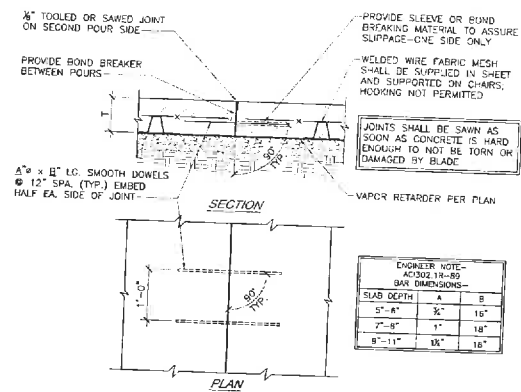 ⅛" TOOLED OR SAWED JOINT
ON SECOND POUR SIDE
PROVIDE BOND BREAKER
BETWEEN POURS
T
PROVIDE SLEEVE OR BOND
BREAKING MATERIAL TO ASSURE
SLIPPAGE-ONE SIDE ONLY
WELDED WIRE FABRIC MESH
SHALL BE SUPPLIED IN SHEET
AND SUPPORTED ON CHAIRS,
HOOKING NOT PERMITTED
JOINTS SHALL BE SAWN AS
SOON AS CONCRETE IS HARD
ENOUGH TO NOT BE TORN OR
DAMAGED BY BLADE
90°
TYP
A"ø x B" LG. SMOOTH DOWELS
@ 12" SPA. (TYP.) EMBED
HALF EA. SIDE OF JOINT
VAPOR RETARDER PER PLAN
SECTION
1'-0"
90°
TYP
PLAN
ENGINEER NOTE-
ACI302.1R-89
BAR DIMENSIONS-
SLAB DEPTH A B
5"-6" ¾" 16"
7"-8" 1" 18"
9"-11" 1¼" 18"